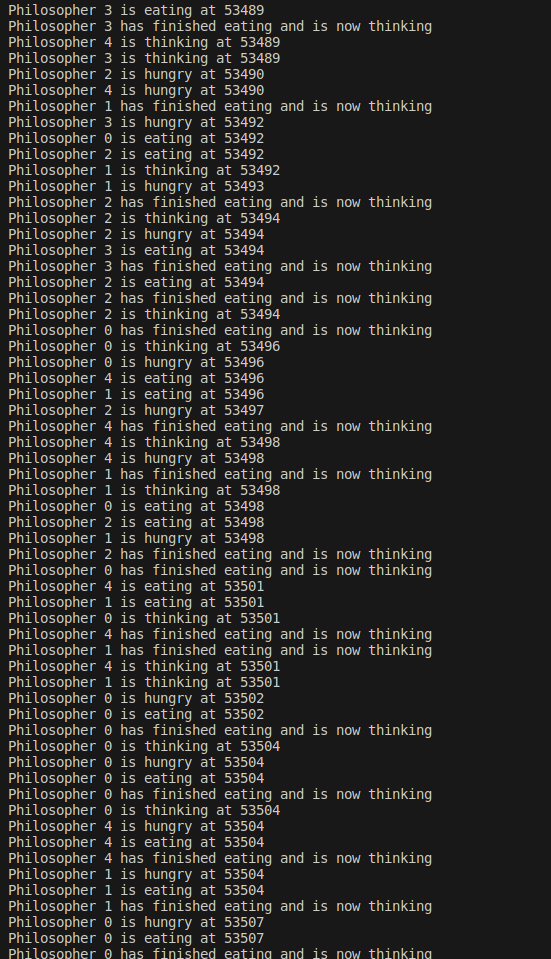 Philosopher 3 is eating at 53489
Philosopher 3 has finished eating and is now thinking
Philosopher 4 is thinking at 53489
Philosopher 3 is thinking at 53489
Philosopher 2 is hungry at 53490
Philosopher 4 is hungry at 53490
Philosopher 1 has finished eating and is now thinking
Philosopher 3 is hungry at 53492
Philosopher 0 is eating at 53492
Philosopher 2 is eating at 53492
Philosopher 1 is thinking at 53492
Philosopher 1 is hungry at 53493
Philosopher 2 has finished eating and is now thinking
Philosopher 2 is thinking at 53494
Philosopher 2 is hungry at 53494
Philosopher 3 is eating at 53494
Philosopher 3 has finished eating and is now thinking
Philosopher 2 is eating at 53494
Philosopher 2 has finished eating and is now thinking
Philosopher 2 is thinking at 53494
Philosopher 0 has finished eating and is now thinking
Philosopher 0 is thinking at 53496
Philosopher 0 is hungry at 53496
Philosopher 4 is eating at 53496
Philosopher 1 is eating at 53496
Philosopher 2 is hungry at 53497
Philosopher 4 has finished eating and is now thinking
Philosopher 4 is thinking at 53498
Philosopher 4 is hungry at 53498
Philosopher 1 has finished eating and is now thinking
Philosopher 1 is thinking at 53498
Philosopher 0 is eating at 53498
Philosopher 2 is eating at 53498
Philosopher 1 is hungry at 53498
Philosopher 2 has finished eating and is now thinking
Philosopher 0 has finished eating and is now thinking
Philosopher 4 is eating at 53501
Philosopher 1 is eating at 53501
Philosopher 0 is thinking at 53501
Philosopher 4 has finished eating and is now thinking
Philosopher 1 has finished eating and is now thinking
Philosopher 4 is thinking at 53501
Philosopher 1 is thinking at 53501
Philosopher 0 is hungry at 53502
Philosopher 0 is eating at 53502
Philosopher 0 has finished eating and is now thinking
Philosopher 0 is thinking at 53504
Philosopher 0 is hungry at 53504
Philosopher 0 is eating at 53504
Philosopher 0 has finished eating and is now thinking
Philosopher 0 is thinking at 53504
Philosopher 4 is hungry at 53504
Philosopher 4 is eating at 53504
Philosopher 4 has finished eating and is now thinking
Philosopher 1 is hungry at 53504
Philosopher 1 is eating at 53504
Philosopher 1 has finished eating and is now thinking
Philosopher 0 is hungry at 53507
Philosopher 0 is eating at 53507
Philosopher 0 has finished eating and is now thinking